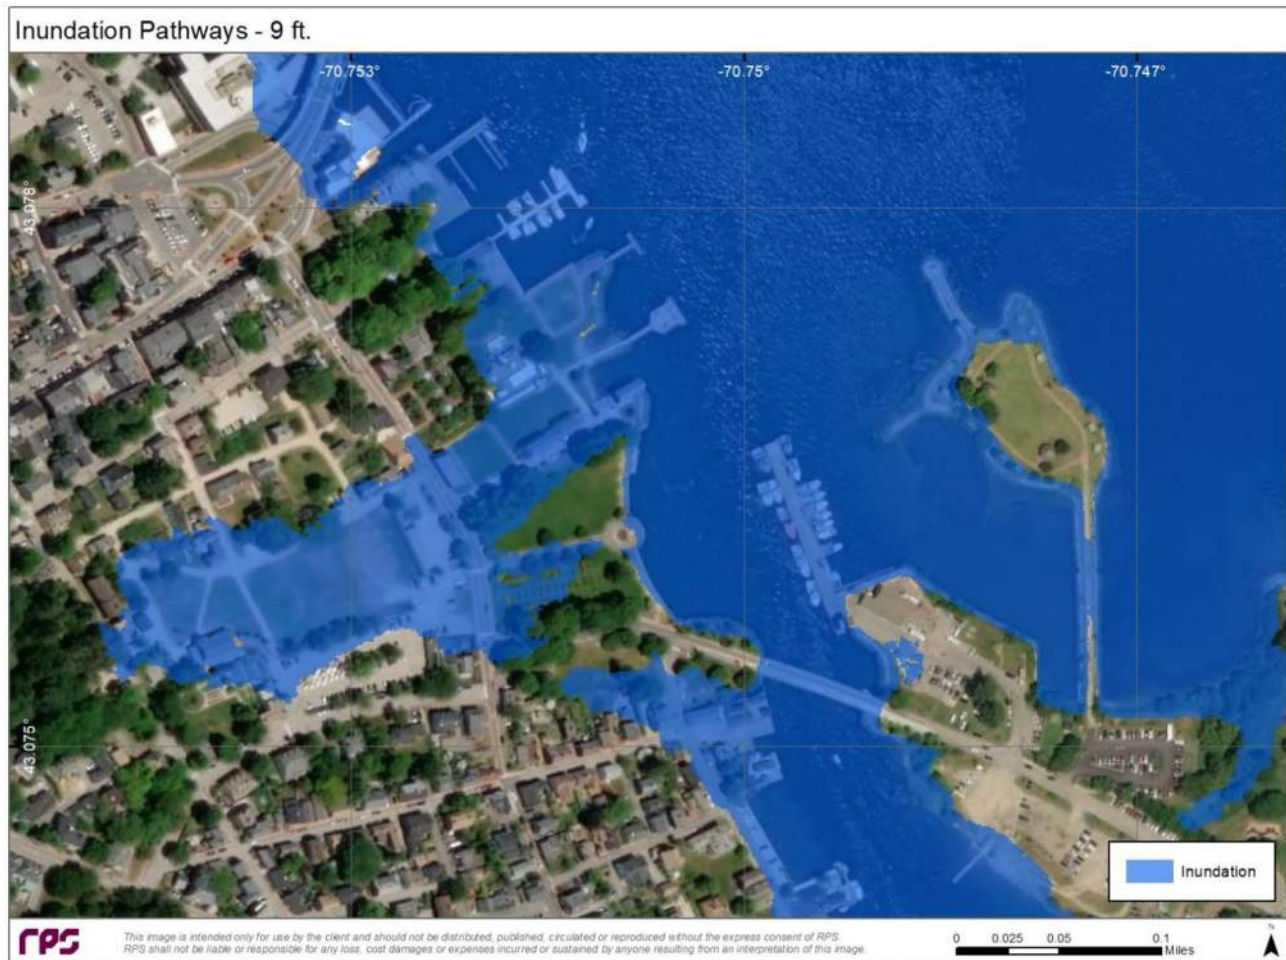 Inundation Pathways - 9 ft.
-70.753°
-70.75°
-70.747°
43.078°
43.075°
Inundation
rps
This image is intended only for use by the client and should not be distributed, published, circulated or reproduced without the express consent of RPS.
RPS shall not be liable or responsible for any loss, cost damages or expenses incurred or sustained by anyone resulting from an interpretation of this image.
0 0.025 0.05 0.1
Miles
N